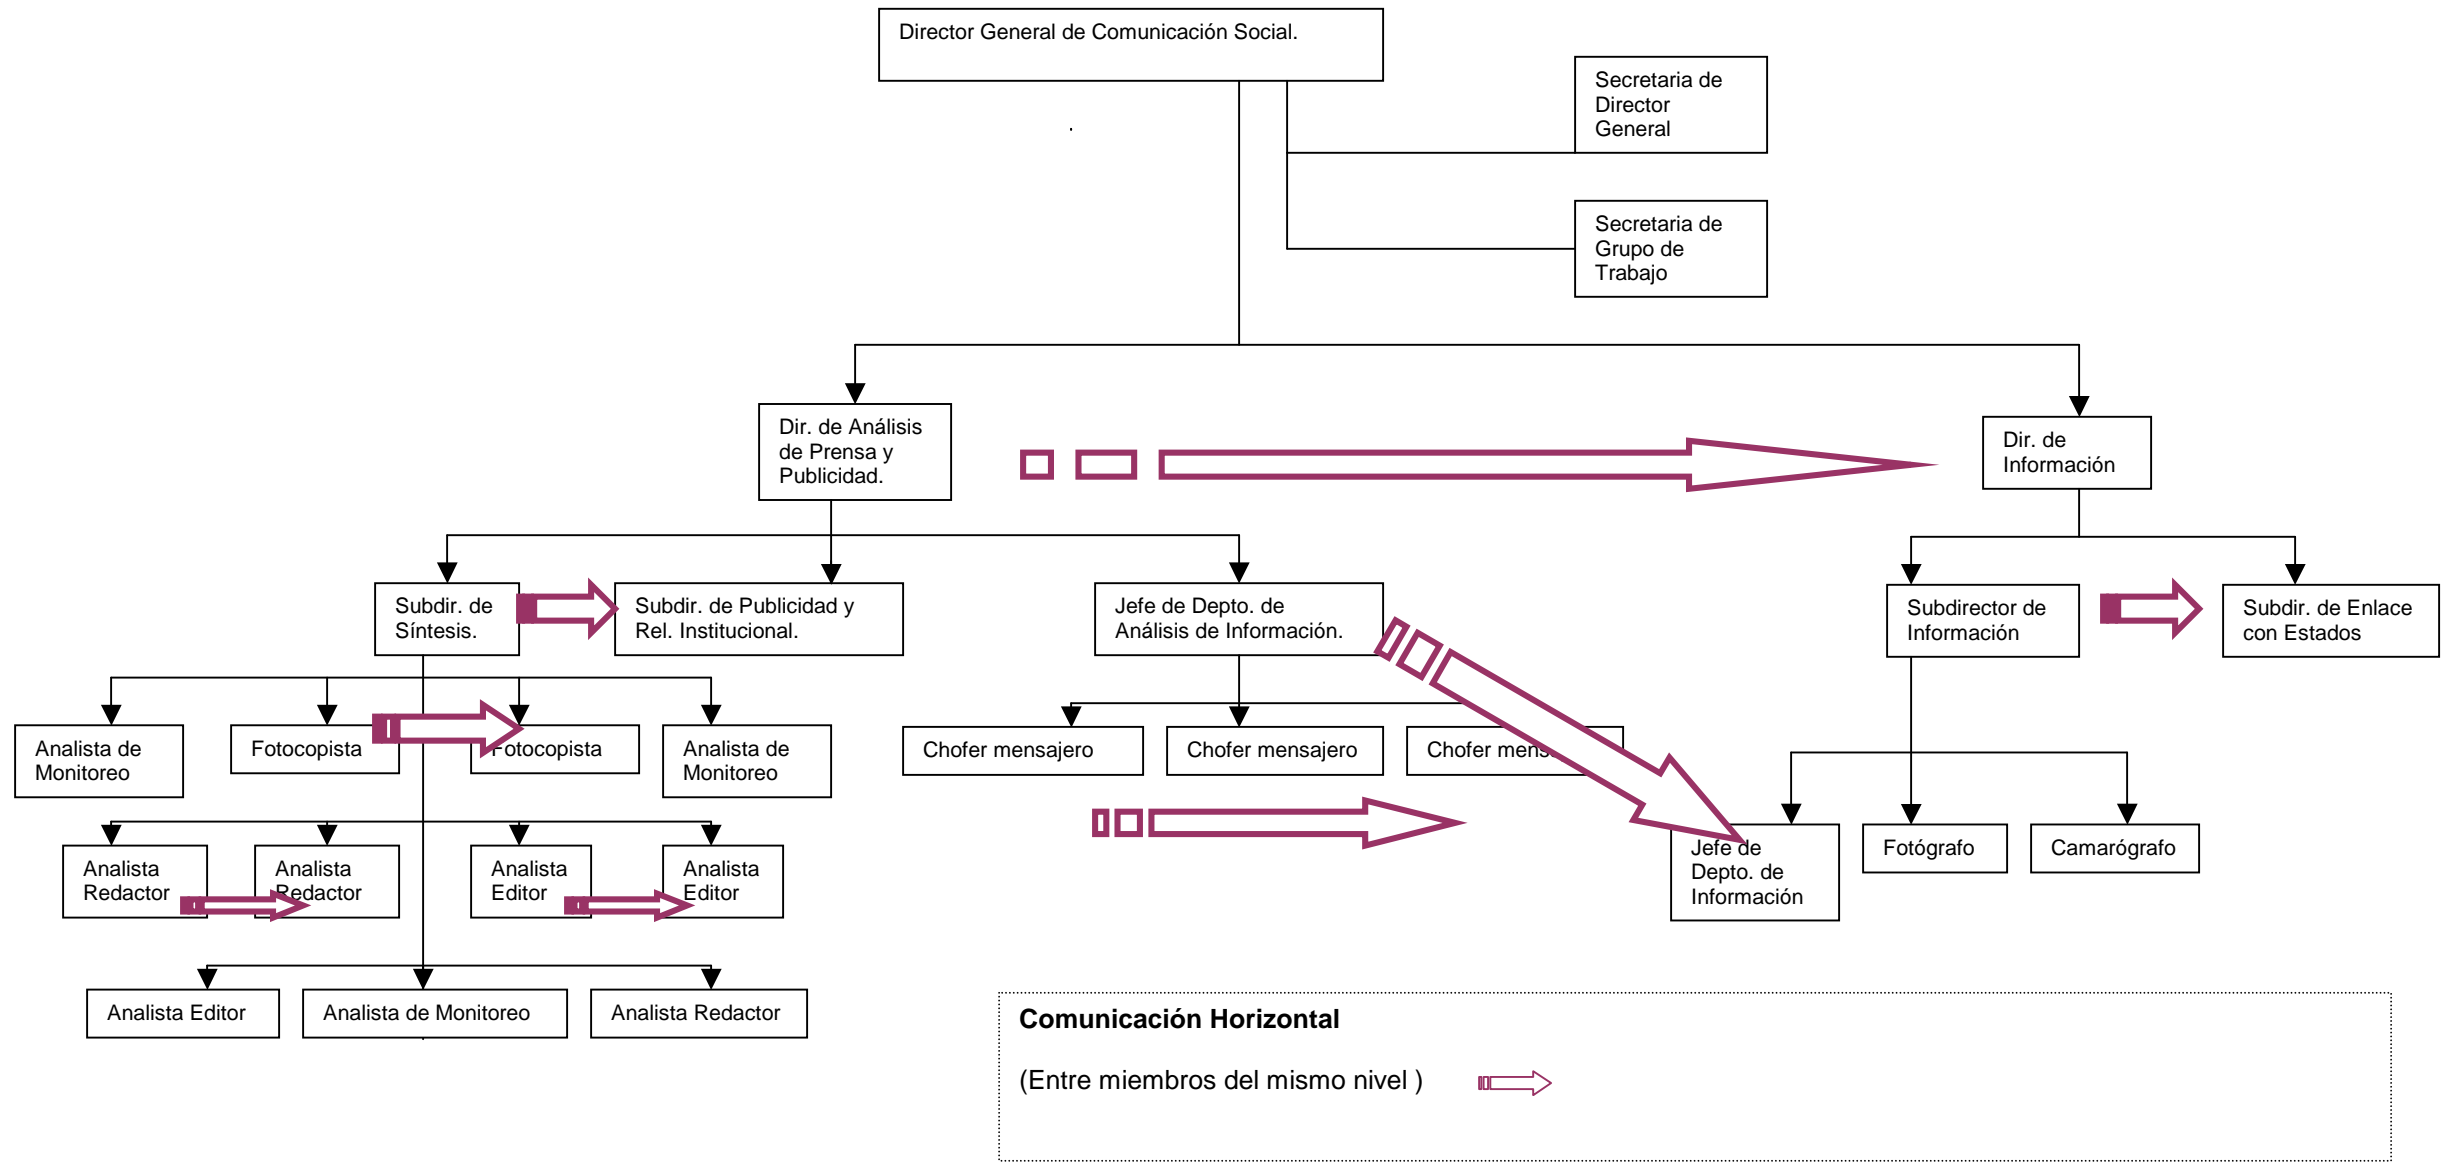 Director General de Comunicación Social.
Secretaria de
Director
General
.
Secretaria de
Grupo de
Trabajo
Dir. de Análisis
de Prensa y
Publicidad.
Dir. de
Información
Subdir. de
Síntesis.
Subdir. de Publicidad y
Rel. Institucional.
Jefe de Depto. de
Análisis de Información.
Subdirector de
Información
Subdir. de Enlace
con Estados
Analista de
Monitoreo
Fotocopista
Fotocopista
Analista de
Monitoreo
Chofer mensajero
Chofer mensajero
Chofer
Analista
Redactor
Analista
Redactor
Analista
Editor
Analista
Editor
Jefe de
Depto. de
Información
Fotógrafo
Camarógrafo
Analista Editor
Analista de Monitoreo
Analista Redactor
Comunicación Horizontal
(Entre miembros del mismo nivel )